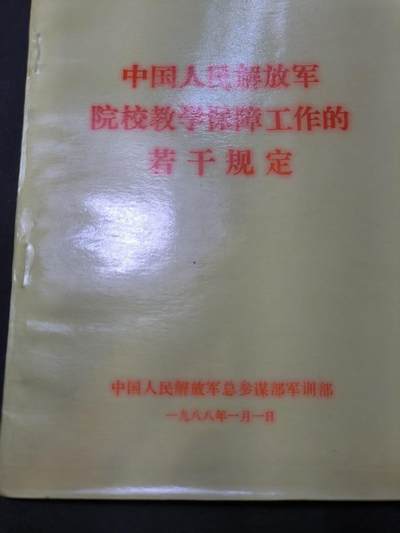 中国人民解放军
院校教学保障工作的
若干规定
中国人民解放军总参谋部军训部
一九八八年一月一日